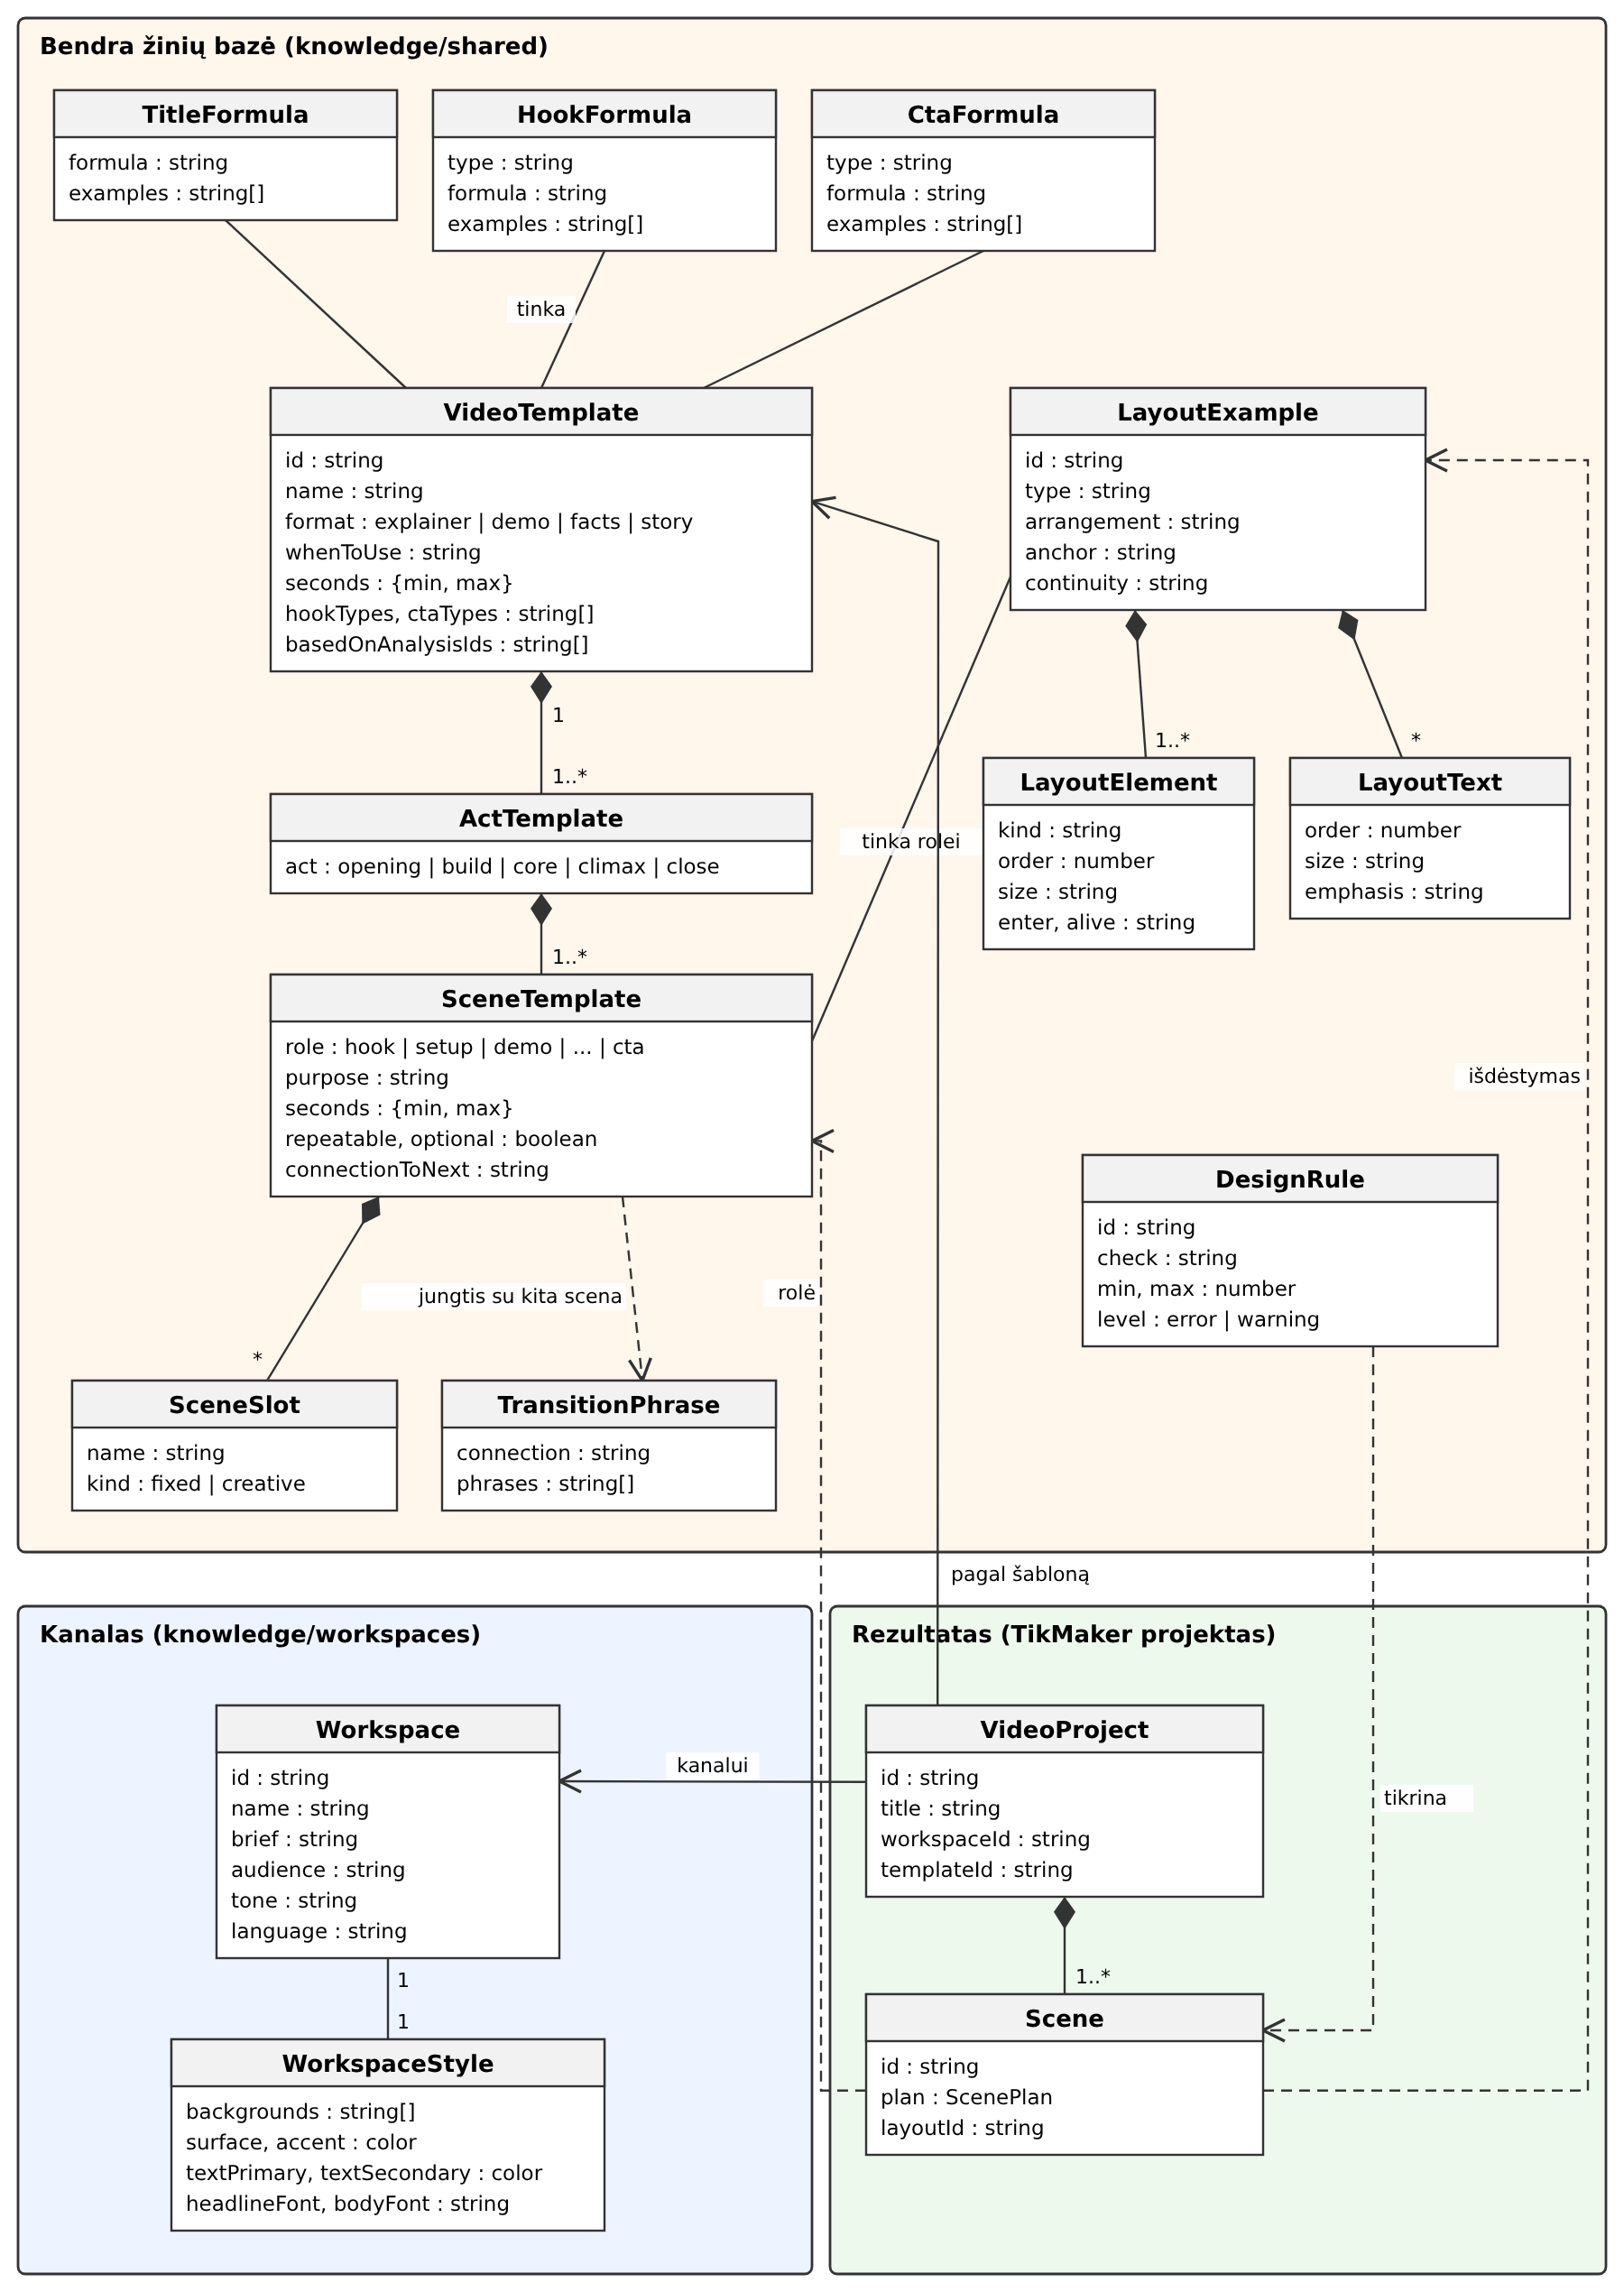 Bendra žinių bazė (knowledge/shared)
TitleFormula
formula : string
examples : string[]
HookFormula
type : string
formula : string
examples : string[]
CtaFormula
type : string
formula : string
examples : string[]
tinka
VideoTemplate
id : string
name : string
format : explainer | demo | facts | story
whenToUse : string
seconds : {min, max}
hookTypes, ctaTypes : string[]
basedOnAnalysisIds : string[]
LayoutExample
id : string
type : string
arrangement : string
anchor : string
continuity : string
1
1..*
1..*
*
ActTemplate
act : opening | build | core | climax | close
LayoutElement
kind : string
order : number
size : string
enter, alive : string
LayoutText
order : number
size : string
emphasis : string
tinka rolei
1..*
SceneTemplate
role : hook | setup | demo | ... | cta
purpose : string
seconds : {min, max}
repeatable, optional : boolean
connectionToNext : string
išdėstymas
DesignRule
id : string
check : string
min, max : number
level : error | warning
jungtis su kita scena
rolė
*
SceneSlot
name : string
kind : fixed | creative
TransitionPhrase
connection : string
phrases : string[]
pagal šabloną
Kanalas (knowledge/workspaces)
Workspace
id : string
name : string
brief : string
audience : string
tone : string
language : string
1
1
WorkspaceStyle
backgrounds : string[]
surface, accent : color
textPrimary, textSecondary : color
headlineFont, bodyFont : string
kanalui
Rezultatas (TikMaker projektas)
VideoProject
id : string
title : string
workspaceId : string
templateId : string
tikrina
1..*
Scene
id : string
plan : ScenePlan
layoutId : string